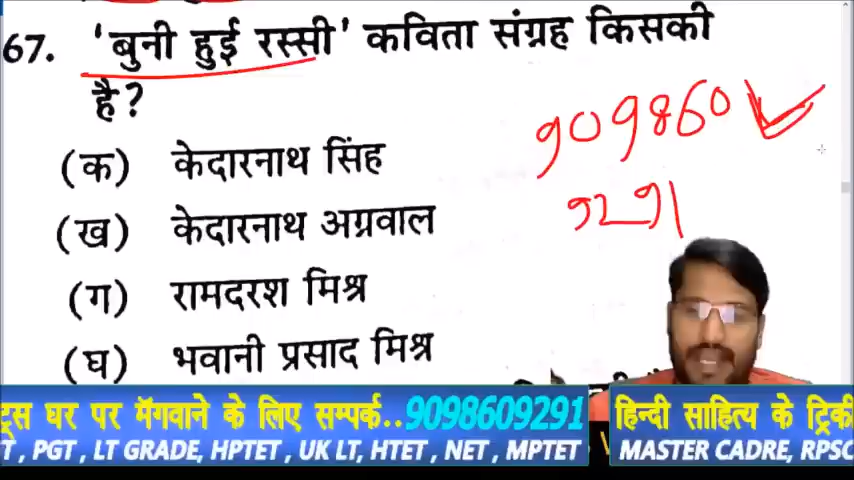 67. 'बुनी हुई रस्सी' कविता संग्रह किसकी
है?
909860
9291
(क) केदारनाथ सिंह
(ख) केदारनाथ अग्रवाल
(ग) रामदरश मिश्र
(घ) भवानी प्रसाद मिश्र
ट्स घर पर मॅगवाने के लिए सम्पर्क..9098609291 हिन्दी साहित्य के ट्रिकी
T, PGT, LT GRADE, HPTET, UK LT, HTET, NET, MPTET MASTER CADRE, RPSC